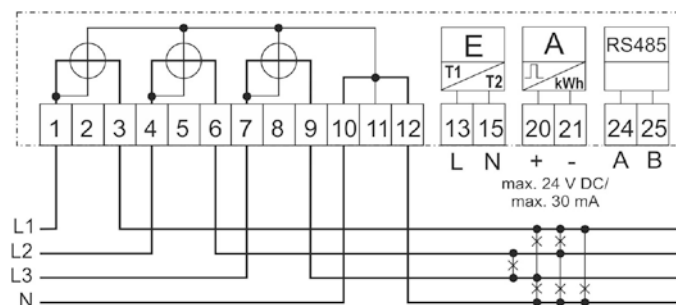 E A RS485
T1 T2 kWh
1 2 3 4 5 6 7 8 9 10 11 12 13 15 20 21 24 25
L N + - A B
max. 24 V DC/
max. 30 mA
L1
L2
L3
N